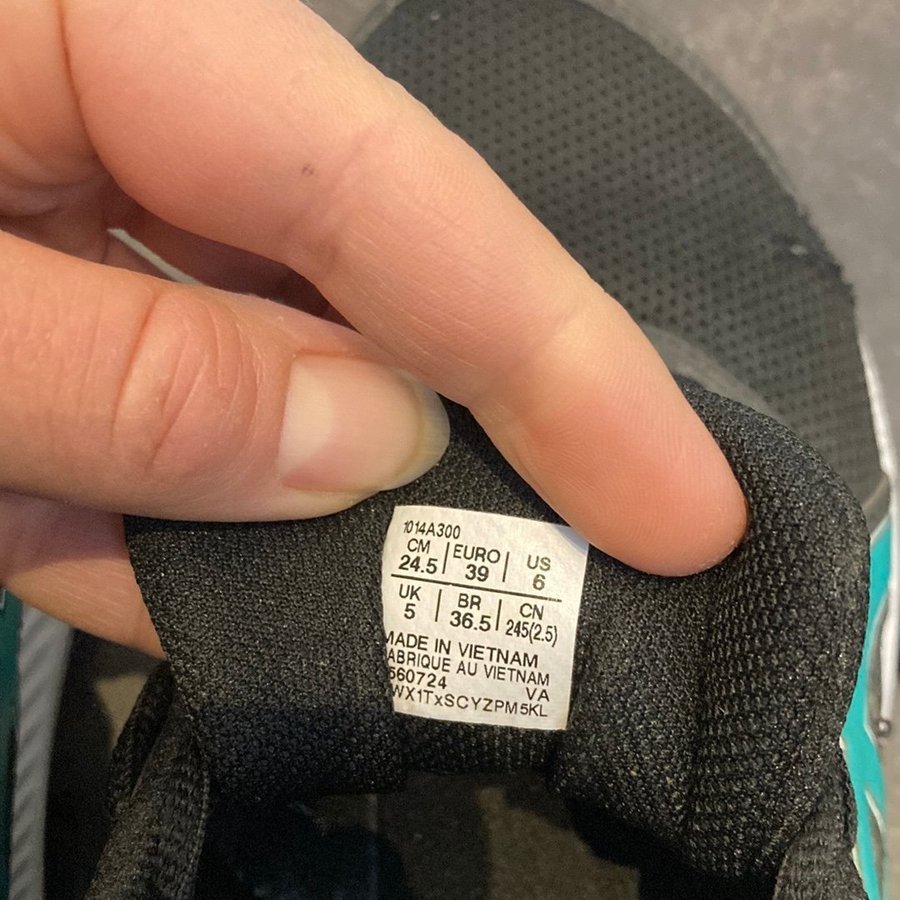 1014A300
CM EURO US
24.5 39 6
UK BR CN
5 36.5 245(2.5)
MADE IN VIETNAM
ABRIQUE AU VIETNAM
560724 VA
WX1TxSCYZPM5KL